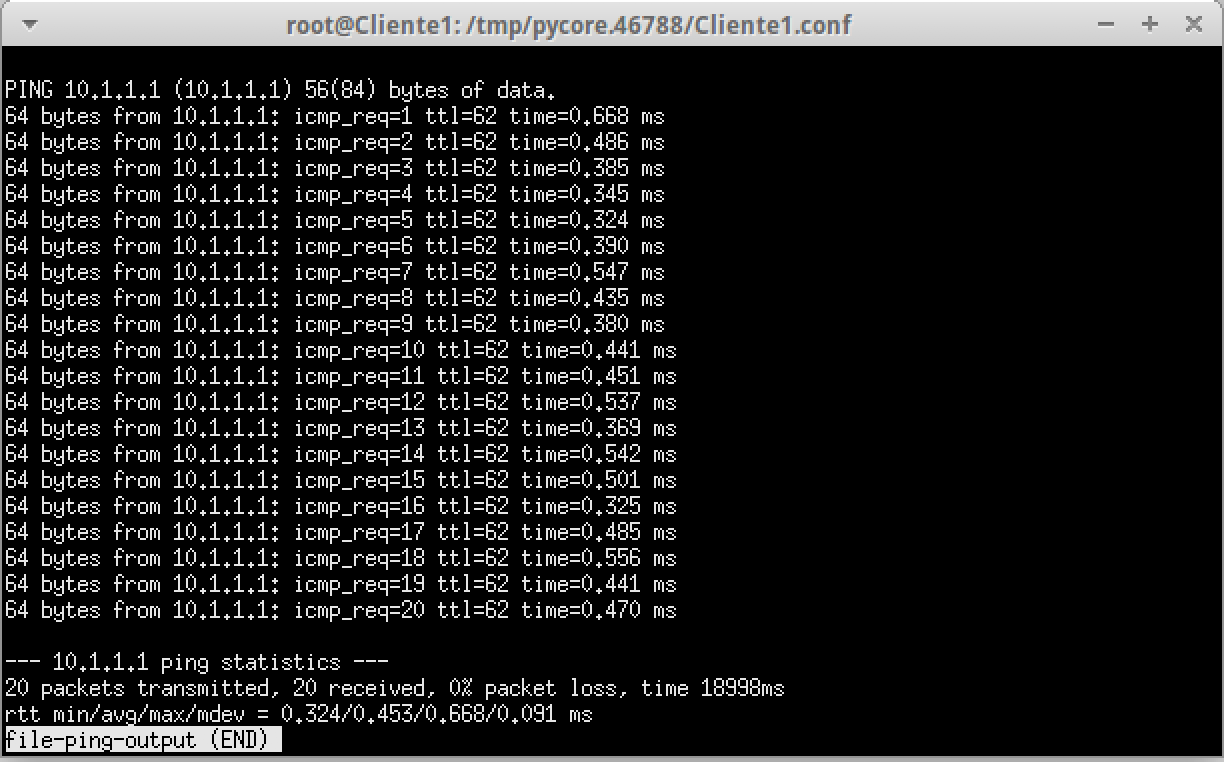 root@Cliente1: /tmp/pycore.46788/Cliente1.conf
PING 10.1.1.1 (10.1.1.1) 56(84) bytes of data.
64 bytes from 10.1.1.1: icmp_req=1 ttl=62 time=0.668 ms
64 bytes from 10.1.1.1: icmp_req=2 ttl=62 time=0.486 ms
64 bytes from 10.1.1.1: icmp_req=3 ttl=62 time=0.385 ms
64 bytes from 10.1.1.1: icmp_req=4 ttl=62 time=0.345 ms
64 bytes from 10.1.1.1: icmp_req=5 ttl=62 time=0.324 ms
64 bytes from 10.1.1.1: icmp_req=6 ttl=62 time=0.390 ms
64 bytes from 10.1.1.1: icmp_req=7 ttl=62 time=0.547 ms
64 bytes from 10.1.1.1: icmp_req=8 ttl=62 time=0.435 ms
64 bytes from 10.1.1.1: icmp_req=9 ttl=62 time=0.380 ms
64 bytes from 10.1.1.1: icmp_req=10 ttl=62 time=0.441 ms
64 bytes from 10.1.1.1: icmp_req=11 ttl=62 time=0.451 ms
64 bytes from 10.1.1.1: icmp_req=12 ttl=62 time=0.537 ms
64 bytes from 10.1.1.1: icmp_req=13 ttl=62 time=0.369 ms
64 bytes from 10.1.1.1: icmp_req=14 ttl=62 time=0.542 ms
64 bytes from 10.1.1.1: icmp_req=15 ttl=62 time=0.501 ms
64 bytes from 10.1.1.1: icmp_req=16 ttl=62 time=0.325 ms
64 bytes from 10.1.1.1: icmp_req=17 ttl=62 time=0.485 ms
64 bytes from 10.1.1.1: icmp_req=18 ttl=62 time=0.556 ms
64 bytes from 10.1.1.1: icmp_req=19 ttl=62 time=0.441 ms
64 bytes from 10.1.1.1: icmp_req=20 ttl=62 time=0.470 ms
--- 10.1.1.1 ping statistics ---
20 packets transmitted, 20 received, 0% packet loss, time 18998ms
rtt min/avg/max/mdev = 0.324/0.453/0.668/0.091 ms
file-ping-output (END)